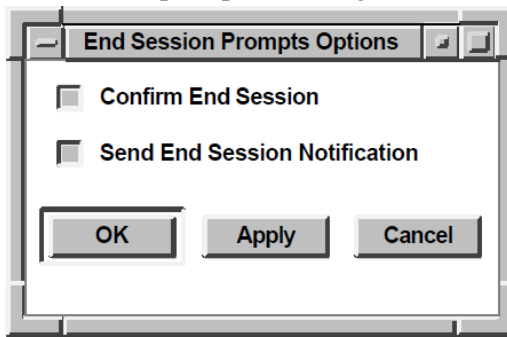 End Session Prompts Options
Confirm End Session
Send End Session Notification
OK Apply Cancel